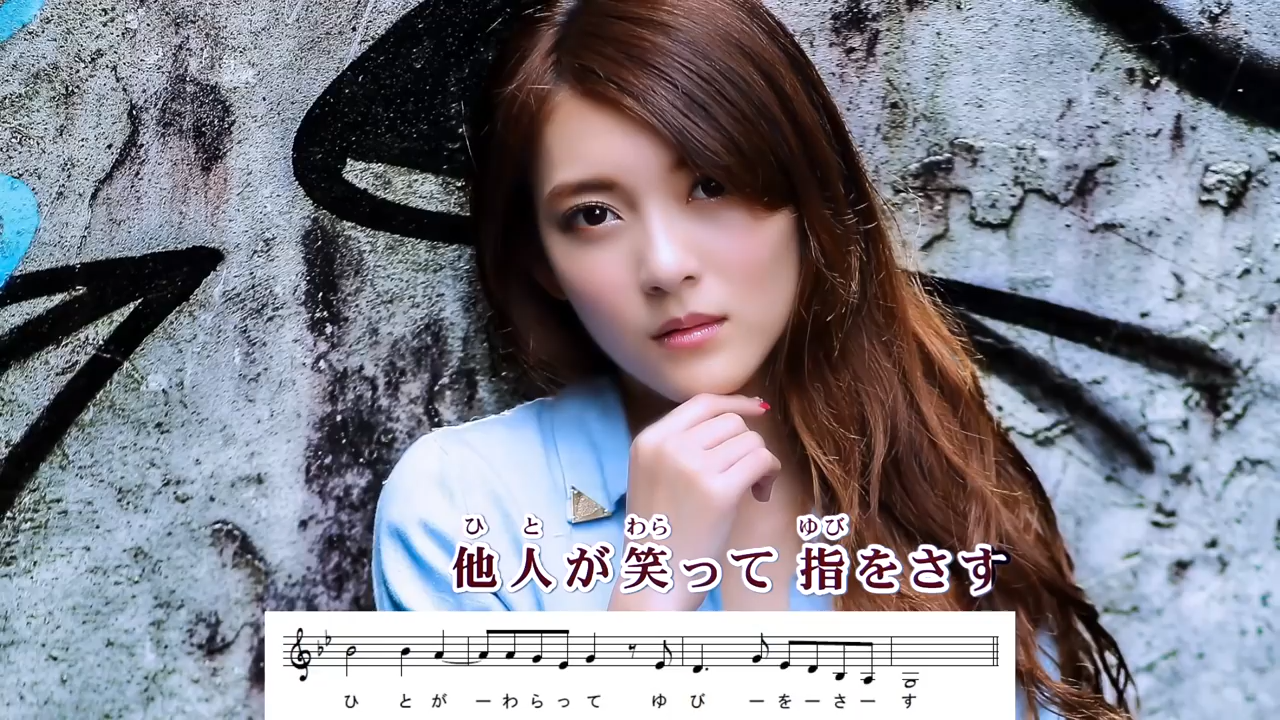 ひと わら ゆび
他人が笑って 指をさす
ひ と が ー わ ら っ て ゆ び ー を ー さ ー す